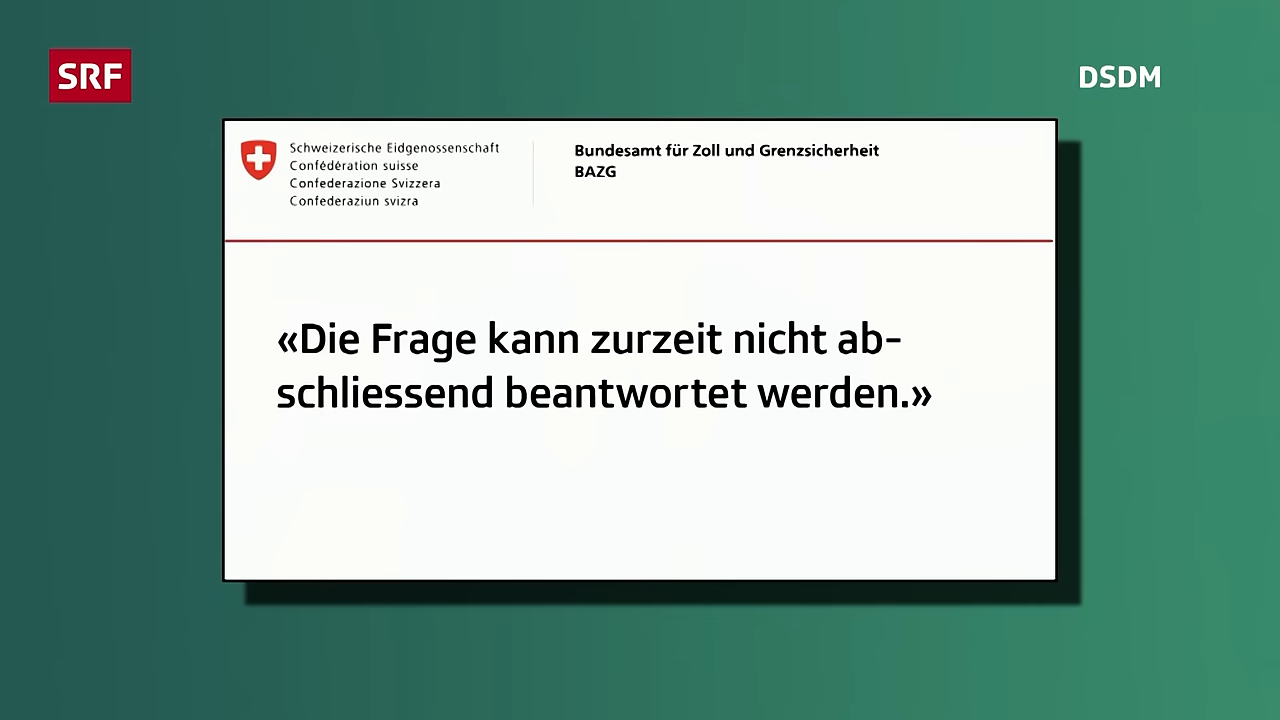 SRF
DSDM
Schweizerische Eidgenossenschaft
Confédération suisse
Confederazione Svizzera
Confederaziun svizra
Bundesamt für Zoll und Grenzsicherheit
BAZG
«Die Frage kann zurzeit nicht ab-
schliessend beantwortet werden.»